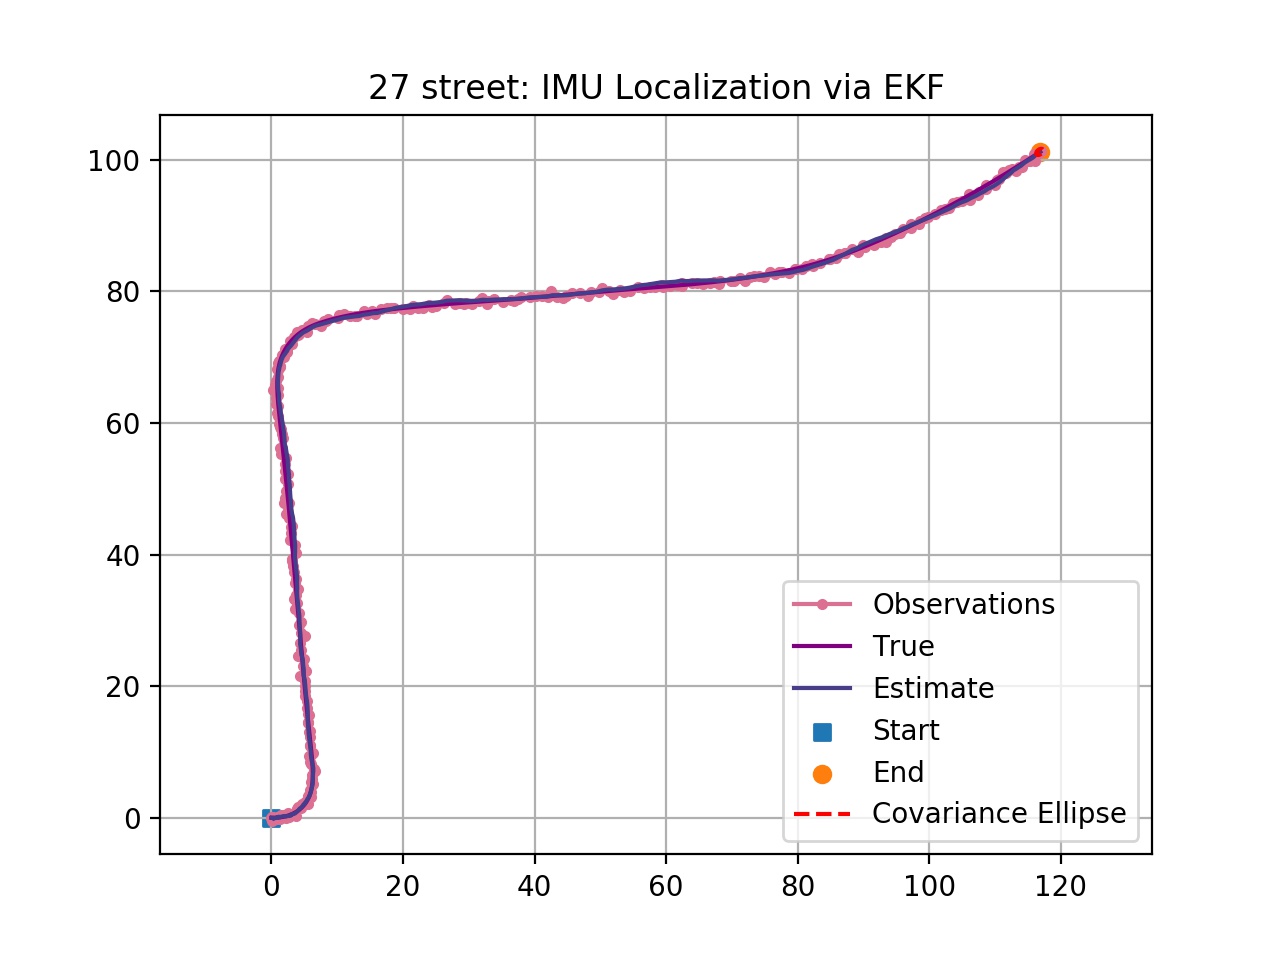 27 street: IMU Localization via EKF
100
80
60
40
20
0
0 20 40 60 80 100 120
Observations
True
Estimate
Start
End
Covariance Ellipse